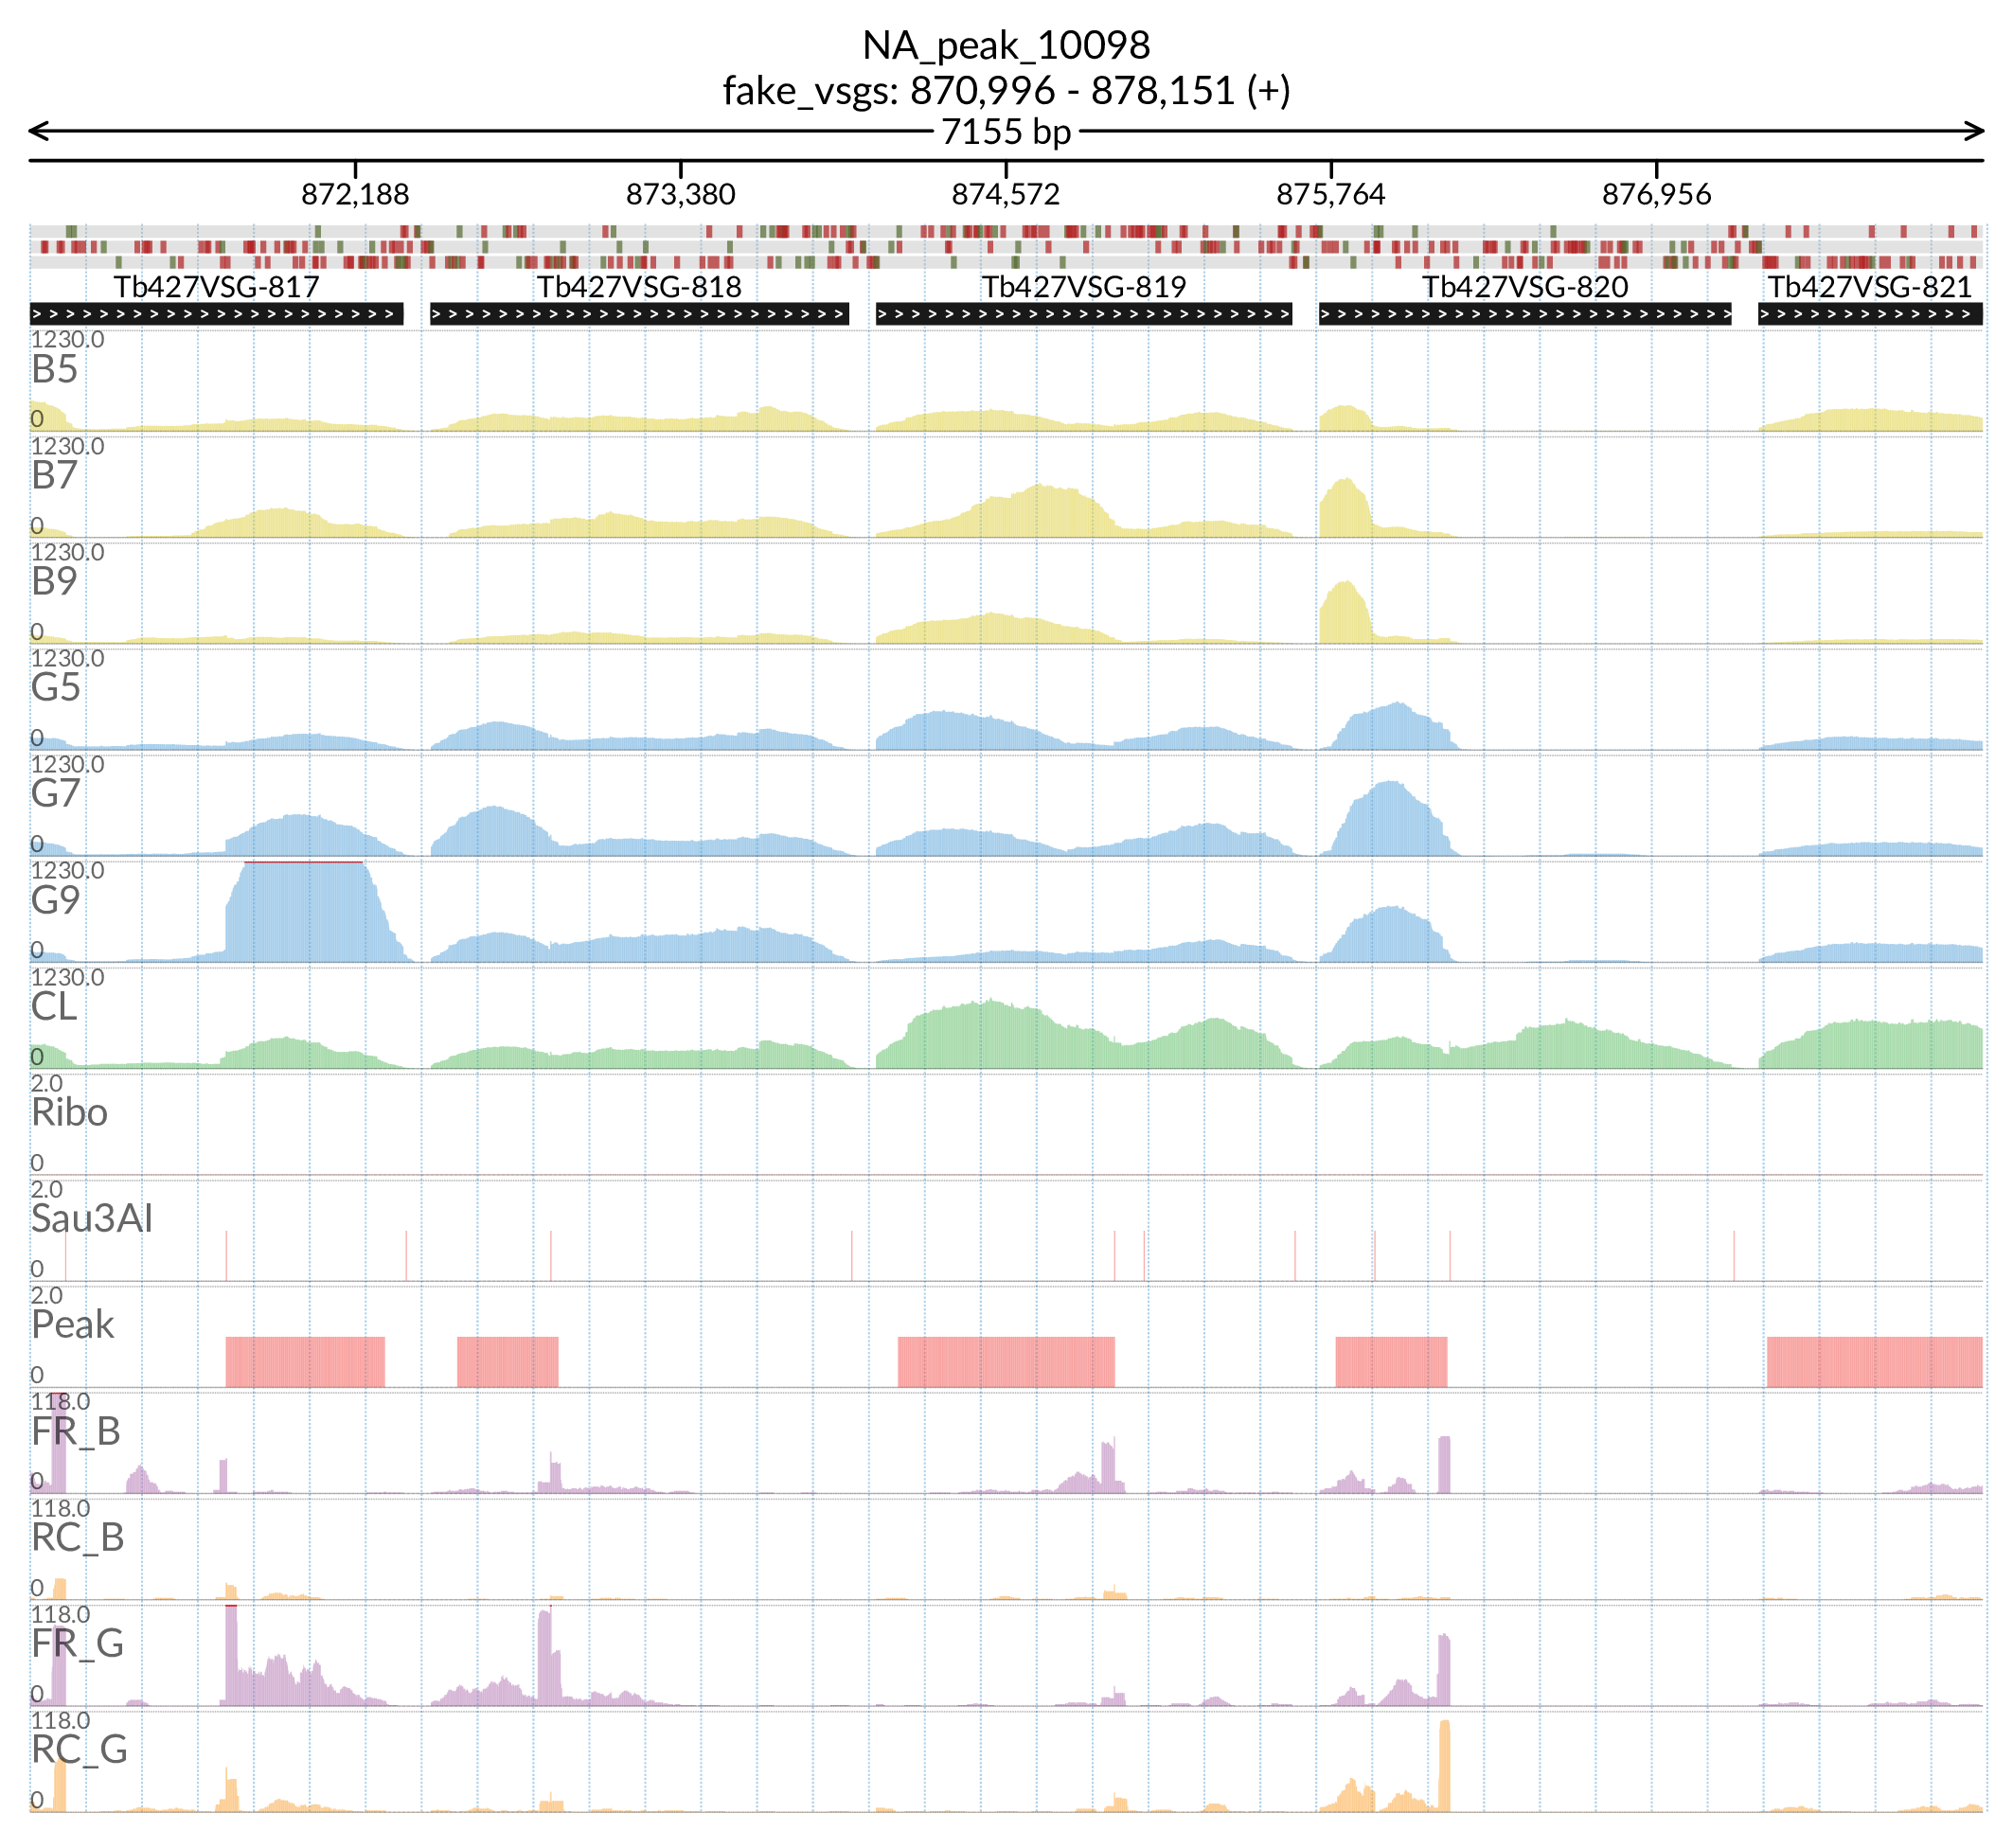 NA_peak_10098
fake_vsgs: 870,996 - 878,151 (+)
7155 bp
872,188 873,380 874,572 875,764 876,956
Tb427VSG-817 Tb427VSG-818 Tb427VSG-819 Tb427VSG-820 Tb427VSG-821
1230.0
B5
0
1230.0
B7
0
1230.0
B9
0
1230.0
G5
0
1230.0
G7
0
1230.0
G9
0
1230.0
CL
0
2.0
Ribo
0
2.0
Sau3AI
0
2.0
Peak
0
118.0
FR_B
0
118.0
RC_B
0
118.0
FR_G
0
118.0
RC_G
0